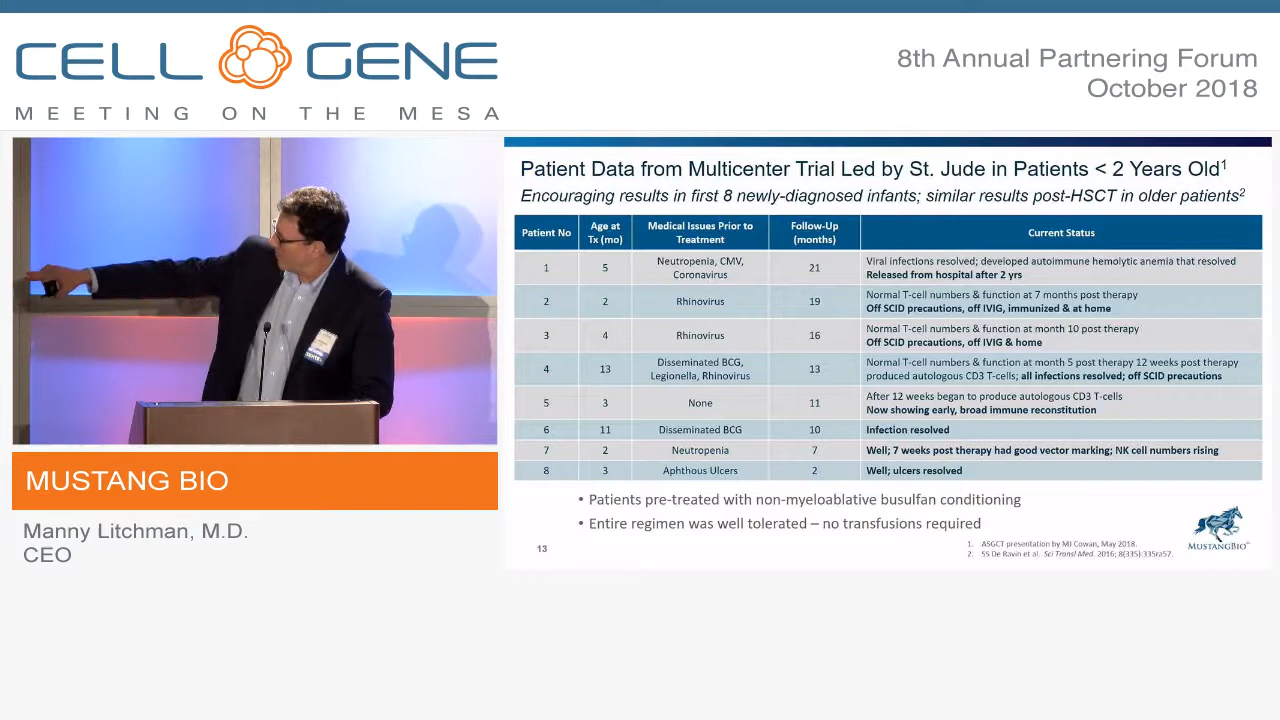 CELL GENE
MEETING ON THE MESA
8th Annual Partnering Forum
October 2018
MUSTANG BIO
Manny Litchman, M.D.
CEO
Patient Data from Multicenter Trial Led by St. Jude in Patients < 2 Years Old1
Encouraging results in first 8 newly-diagnosed infants; similar results post-HSCT in older patients2
Patient No
Age at
Tx (mo)
Medical Issues Prior to
Treatment
Follow-Up
(months)
Current Status
1
5
Neutropenia, CMV,
Coronavirus
21
Viral infections resolved; developed autoimmune hemolytic anemia that resolved
Released from hospital after 2 yrs
2
2
Rhinovirus
19
Normal T-cell numbers & function at 7 months post therapy
Off SCID precautions, off IVIG, immunized & at home
3
4
Rhinovirus
16
Normal T-cell numbers & function at month 10 post therapy
Off SCID precautions, off IVIG & home
4
13
Disseminated BCG,
Legionella, Rhinovirus
13
Normal T-cell numbers & function at month 5 post therapy 12 weeks post therapy
produced autologous CD3 T-cells; all infections resolved; off SCID precautions
5
3
None
11
After 12 weeks began to produce autologous CD3 T-cells
Now showing early, broad immune reconstitution
6
11
Disseminated BCG
10
Infection resolved
7
2
Neutropenia
7
Well; 7 weeks post therapy had good vector marking; NK cell numbers rising
8
3
Aphthous Ulcers
2
Well; ulcers resolved
• Patients pre-treated with non-myeloablative busulfan conditioning
• Entire regimen was well tolerated – no transfusions required
13
1. ASGCT presentation by MJ Cowan, May 2018.
2. SS De Ravin et al. Sci Transl Med. 2016; 8(335):335ra57.
MUSTANGBIO